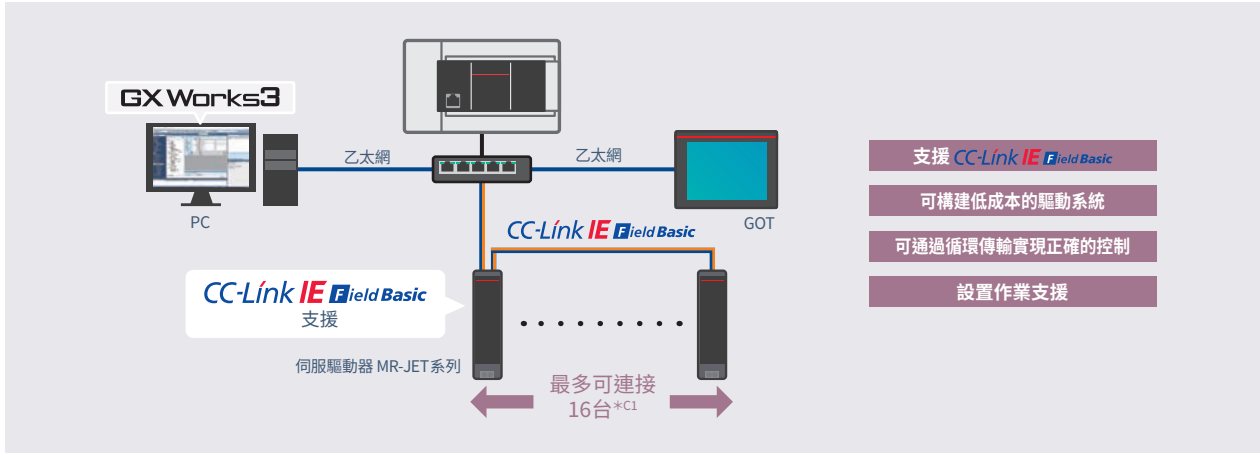 GX Works3
乙太網
乙太網
PC
GOT
CC-Link IE Field Basic
CC-Link IE Field Basic
支援
伺服驅動器 MR-JET系列
最多可連接
16台＊C1
支援 CC-Link IE Field Basic
可構建低成本的驅動系統
可通過循環傳輸實現正確的控制
設置作業支援